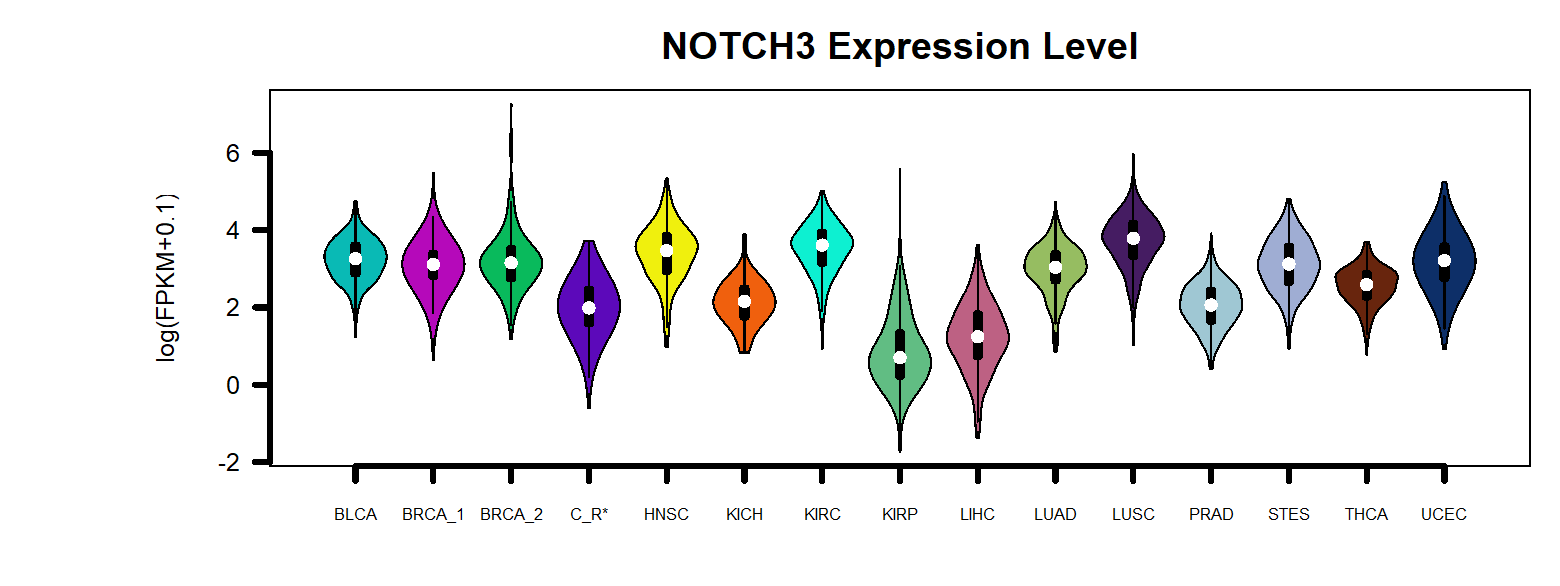 NOTCH3 Expression Level
log(FPKM+0.1)
6
4
2
0
-2
BLCA BRCA_1 BRCA_2 C_R* HNSC KICH KIRC KIRP LIHC LUAD LUSC PRAD STES THCA UCEC